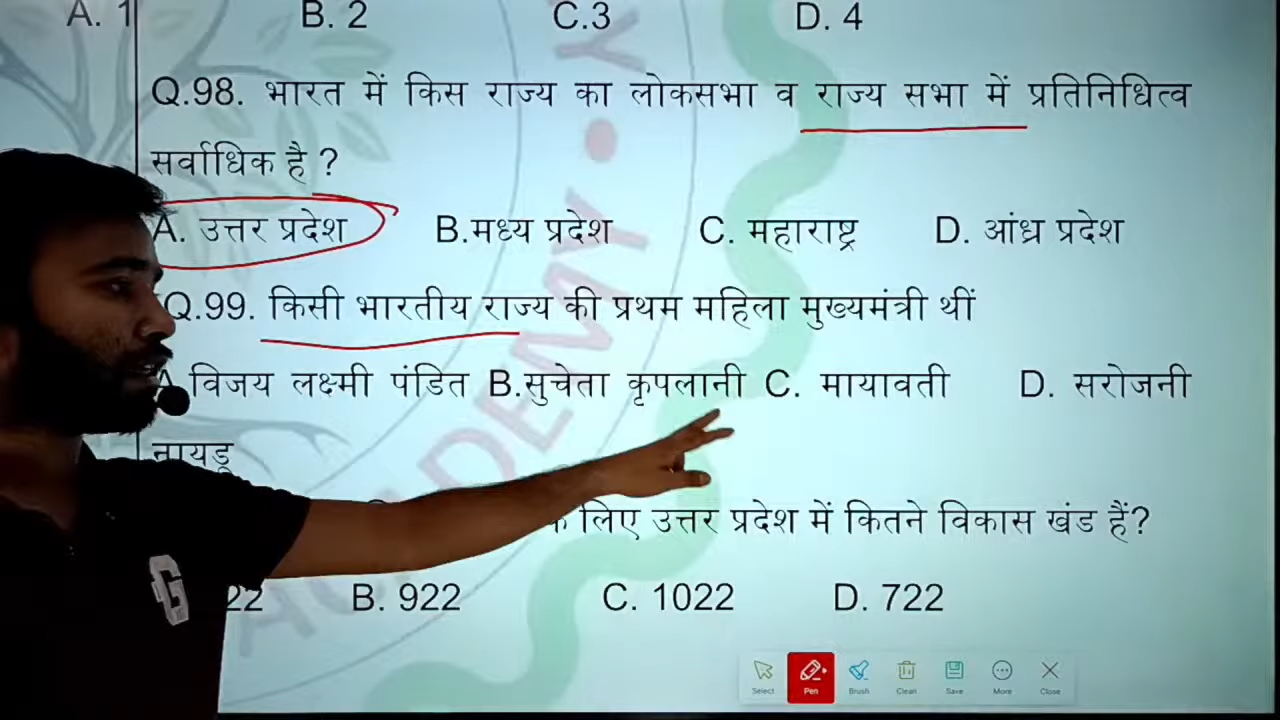 A. 1 B. 2 C.3 D. 4
Q.98. भारत में किस राज्य का लोकसभा व राज्य सभा में प्रतिनिधित्व
सर्वाधिक है ?
A. उत्तर प्रदेश B.मध्य प्रदेश C. महाराष्ट्र D. आंध्र प्रदेश
Q.99. किसी भारतीय राज्य की प्रथम महिला मुख्यमंत्री थीं
A विजय लक्ष्मी पंडित B.सुचेता कृपलानी C. मायावती D. सरोजनी
नायडू
के लिए उत्तर प्रदेश में कितने विकास खंड हैं?
22 B. 922 C. 1022 D. 722
Select Pen Brush Clean Save More Close